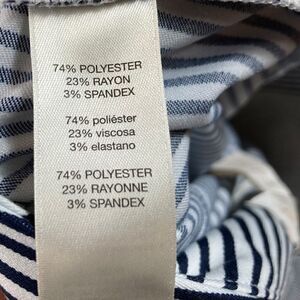 74% POLYESTER
23% RAYON
3% SPANDEX
74% poliéster
23% viscosa
3% elastano
74% POLYESTER
23% RAYONNE
3% SPANDEX